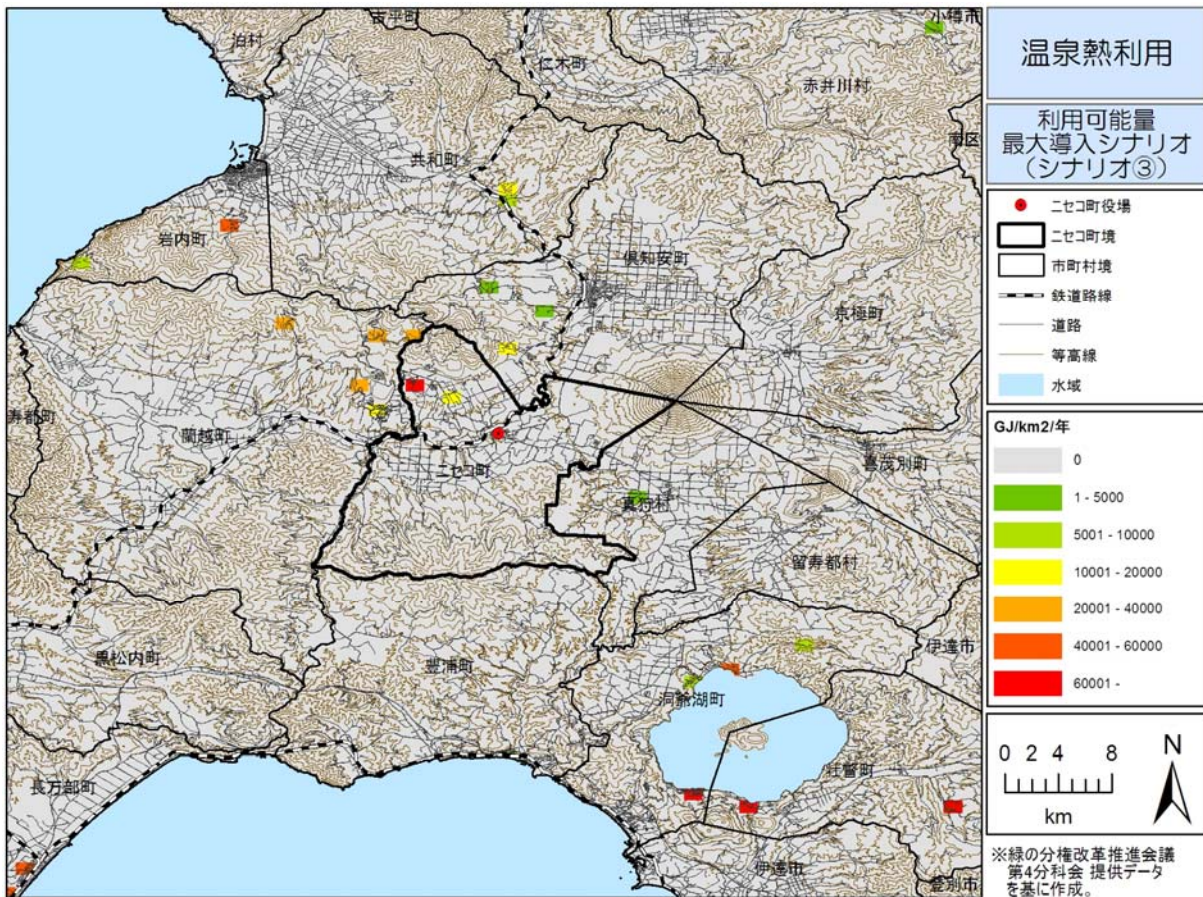 古平町
小樽市
泊村
仁木町
赤井川村
南区
共和町
岩内町
倶知安町
京極町
寿都町
蘭越町
ニセコ町
喜茂別町
真狩村
留寿都村
黒松内町
豊浦町
伊達市
洞爺湖町
長万部町
壮瞥町
伊達市
登別市
温泉熱利用
利用可能量
最大導入シナリオ
(シナリオ③)
ニセコ町役場
ニセコ町境
市町村境
鉄道路線
道路
等高線
水域
GJ/km2/年
0
1 - 5000
5001 - 10000
10001 - 20000
20001 - 40000
40001 - 60000
60001 -
0 2 4 8
km
N
※緑の分権改革推進会議
第4分科会 提供データ
を基に作成。